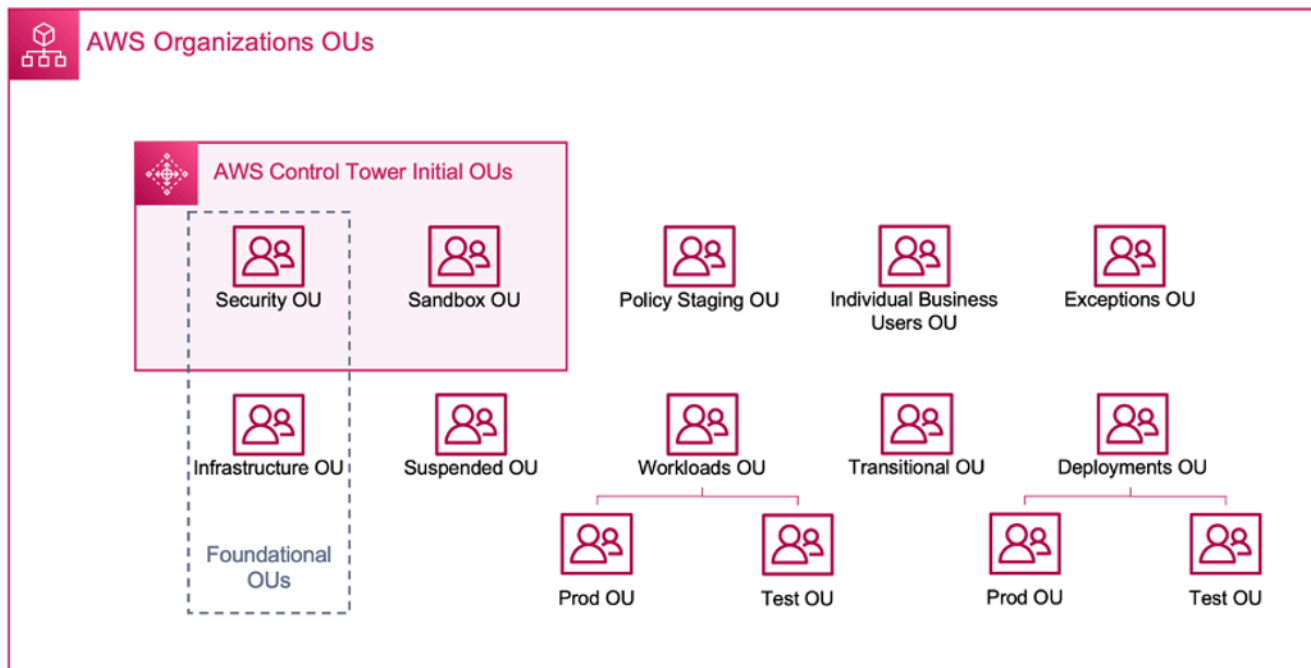 AWS Organizations OUs
AWS Control Tower Initial OUs
Security OU
Sandbox OU
Policy Staging OU
Individual Business
Users OU
Exceptions OU
Infrastructure OU
Suspended OU
Workloads OU
Transitional OU
Deployments OU
Foundational
OUs
Prod OU
Test OU
Prod OU
Test OU